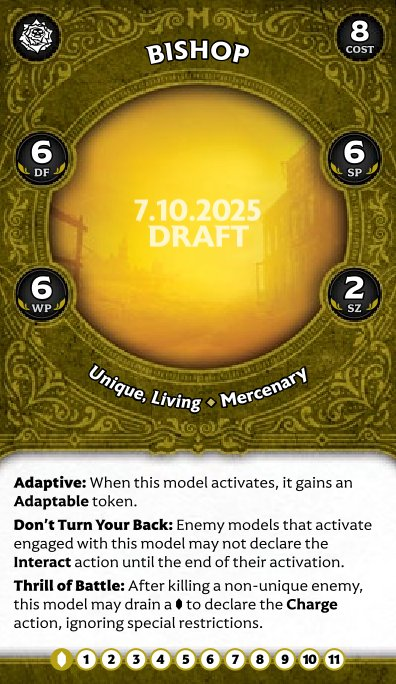 BISHOP
8
COST
6
DF
6
SP
7.10.2025
DRAFT
6
WP
2
SZ
Unique, Living ⬥ Mercenary
Adaptive: When this model activates, it gains an
Adaptable token.
Don’t Turn Your Back: Enemy models that activate
engaged with this model may not declare the
Interact action until the end of their activation.
Thrill of Battle: After killing a non-unique enemy,
this model may drain a ⬮ to declare the Charge
action, ignoring special restrictions.
1 2 3 4 5 6 7 8 9 10 11